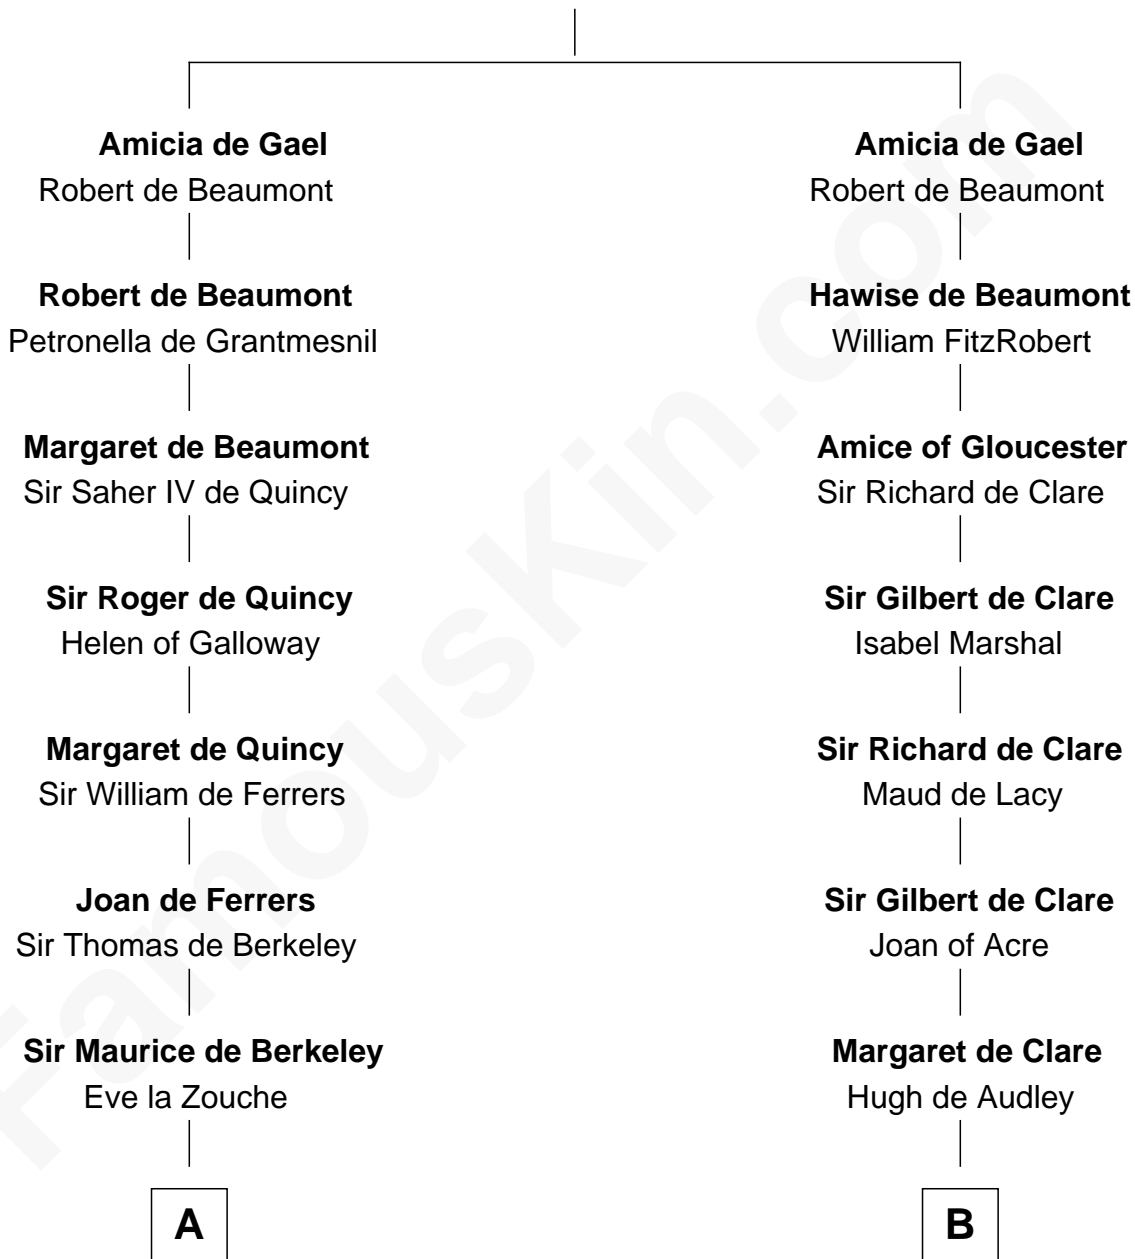 Amicia de Gael
Robert de Beaumont
Robert de Beaumont
Petronella de Grantmesnil
Margaret de Beaumont
Sir Saher IV de Quincy
Sir Roger de Quincy
Helen of Galloway
Margaret de Quincy
Sir William de Ferrers
Joan de Ferrers
Sir Thomas de Berkeley
Sir Maurice de Berkeley
Eve la Zouche
A
Amicia de Gael
Robert de Beaumont
Hawise de Beaumont
William FitzRobert
Amice of Gloucester
Sir Richard de Clare
Sir Gilbert de Clare
Isabel Marshal
Sir Richard de Clare
Maud de Lacy
Sir Gilbert de Clare
Joan of Acre
Margaret de Clare
Hugh de Audley
B
FamousKin.com